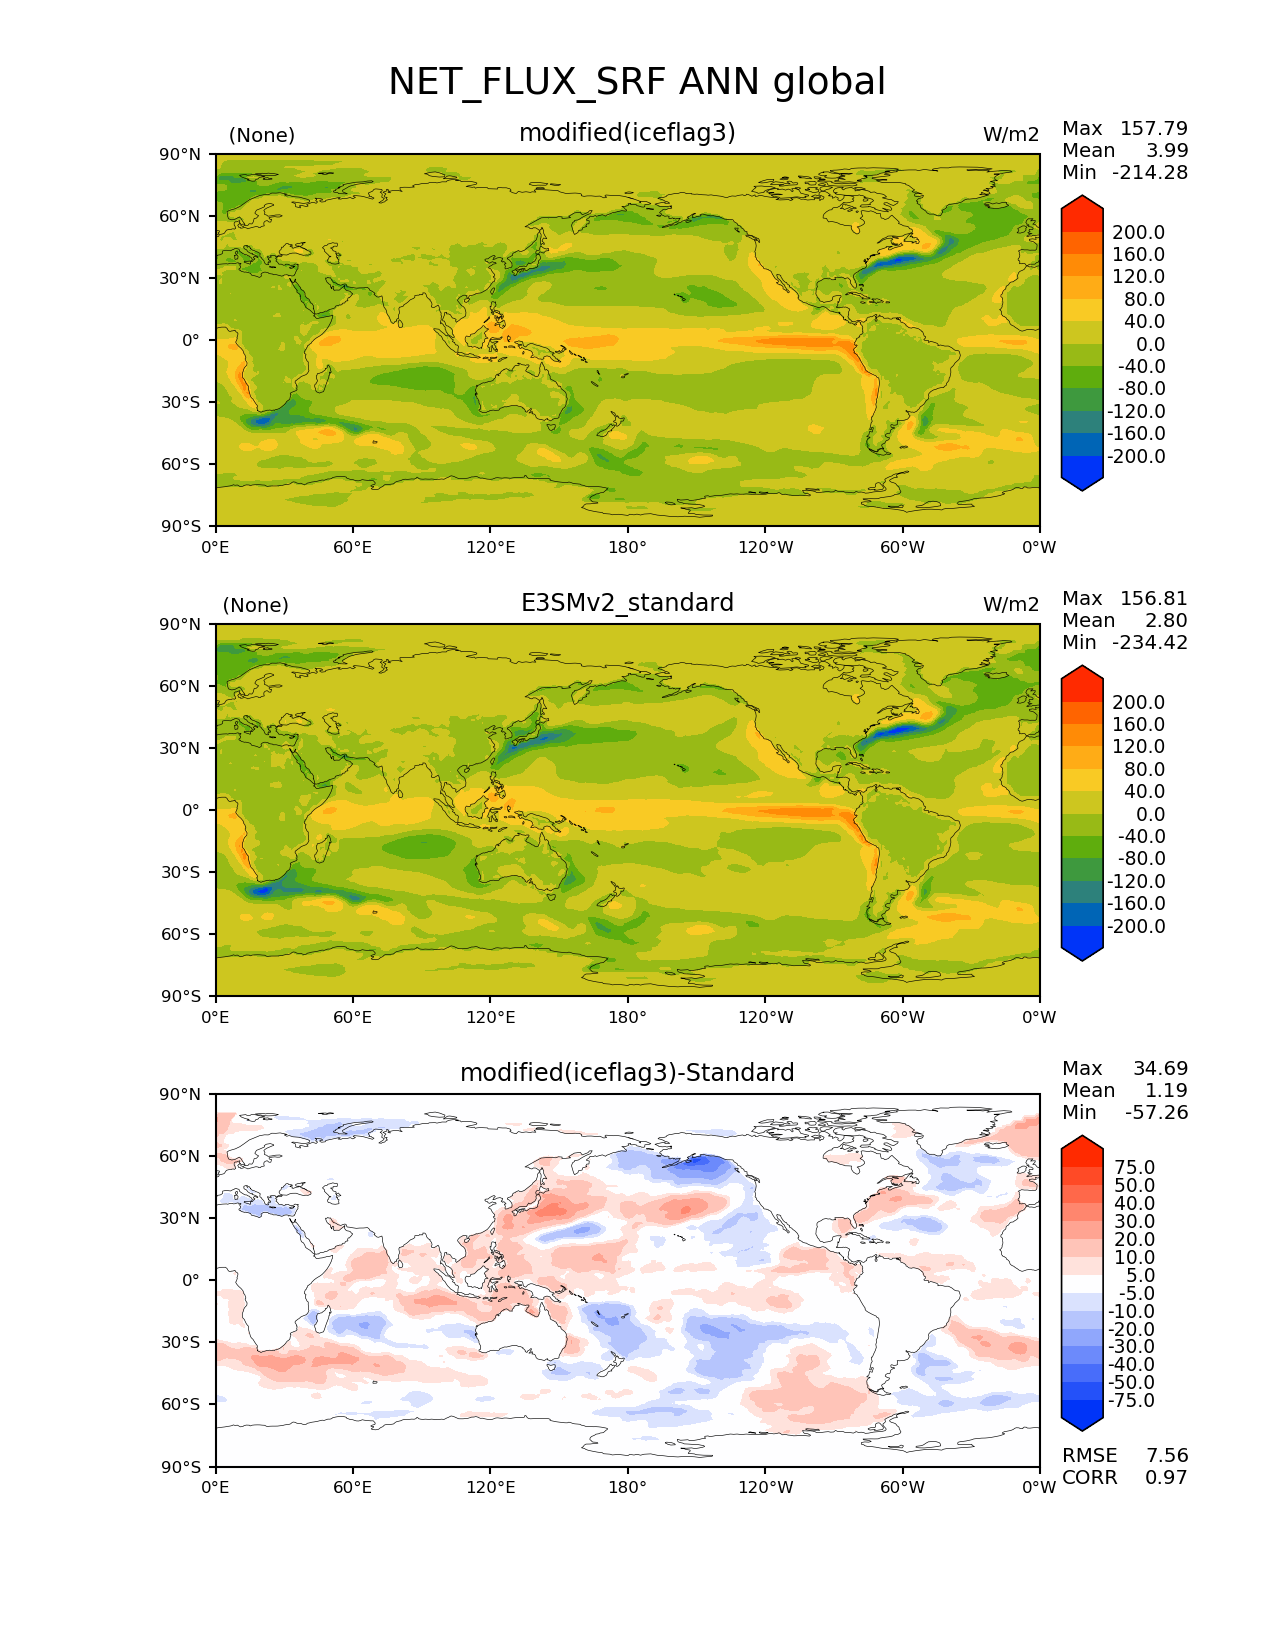 NET_FLUX_SRF ANN global
(None) modified(iceflag3) W/m2
Max 157.79
Mean 3.99
Min -214.28
90°N
60°N
30°N
0°
30°S
60°S
90°S
0°E 60°E 120°E 180° 120°W 60°W 0°W
200.0
160.0
120.0
80.0
40.0
0.0
-40.0
-80.0
-120.0
-160.0
-200.0
(None) E3SMv2_standard W/m2
Max 156.81
Mean 2.80
Min -234.42
90°N
60°N
30°N
0°
30°S
60°S
90°S
0°E 60°E 120°E 180° 120°W 60°W 0°W
200.0
160.0
120.0
80.0
40.0
0.0
-40.0
-80.0
-120.0
-160.0
-200.0
modified(iceflag3)-Standard
Max 34.69
Mean 1.19
Min -57.26
90°N
60°N
30°N
0°
30°S
60°S
90°S
0°E 60°E 120°E 180° 120°W 60°W 0°W
75.0
50.0
40.0
30.0
20.0
10.0
5.0
-5.0
-10.0
-20.0
-30.0
-40.0
-50.0
-75.0
RMSE 7.56
CORR 0.97